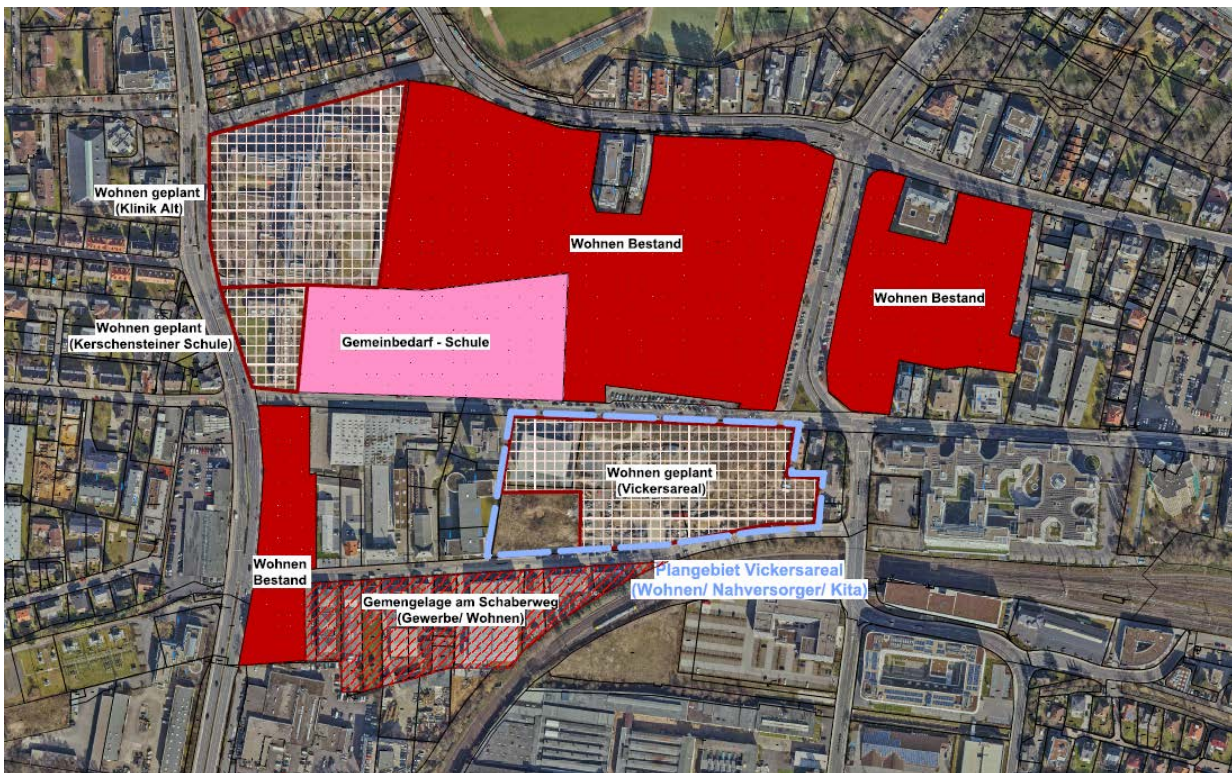 Wohnen geplant
(Klinik Alt)
Wohnen Bestand
Wohnen Bestand
Wohnen geplant
(Kerschensteiner Schule)
Gemeinbedarf - Schule
Wohnen geplant
(Vickersareal)
Wohnen
Bestand
Plangebiet Vickersareal
(Wohnen/ Nahversorger/ Kita)
Gemengelage am Schaberweg
(Gewerbe/ Wohnen)